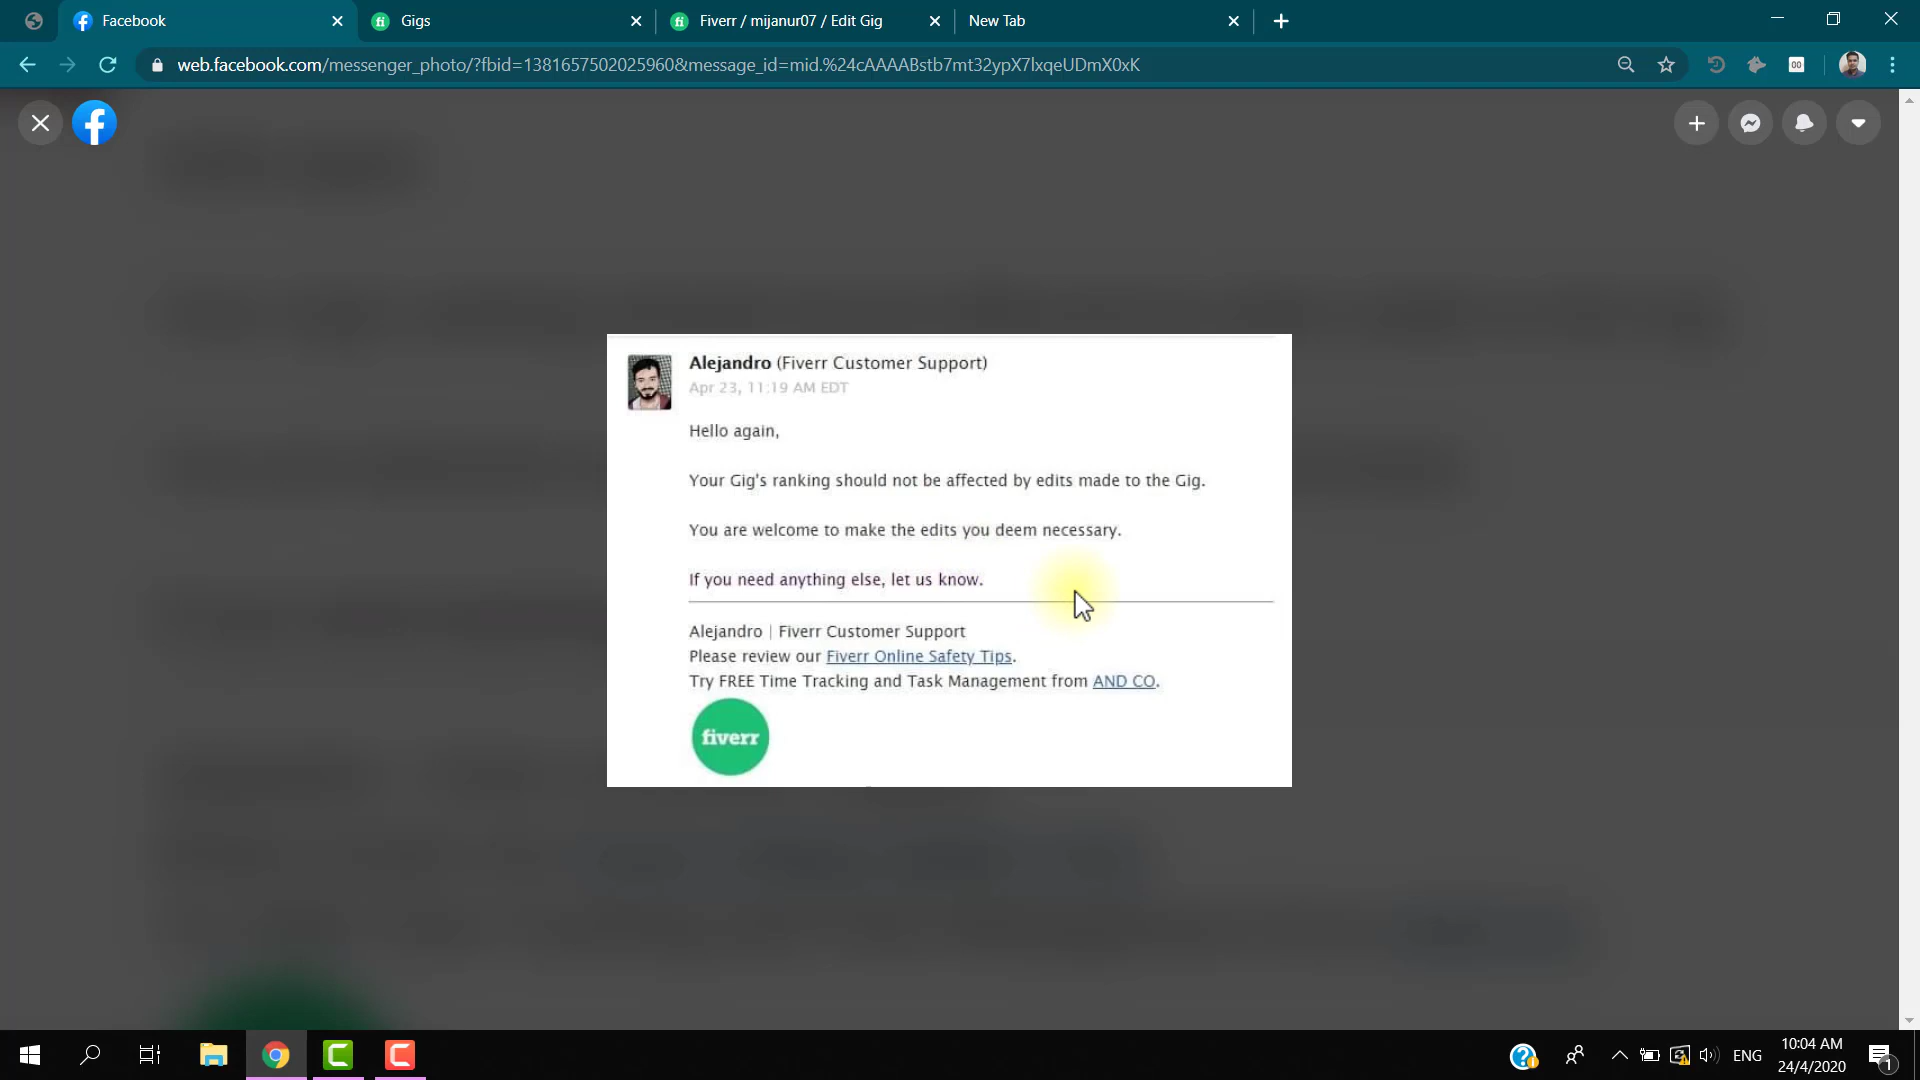 Facebook
Gigs
Fiverr / mijanur07 / Edit Gig
New Tab
web.facebook.com/messenger_photo/?fbid=1381657502025960&message_id=mid.%24cAAAABstb7mt32ypX7lxqeUDmX0xK
Alejandro (Fiverr Customer Support)
Apr 23, 11:19 AM EDT
Hello again,
Your Gig's ranking should not be affected by edits made to the Gig.
You are welcome to make the edits you deem necessary.
If you need anything else, let us know.
Alejandro | Fiverr Customer Support
Please review our Fiverr Online Safety Tips.
Try FREE Time Tracking and Task Management from AND CO.
fiverr
ENG
10:04 AM
24/4/2020
1